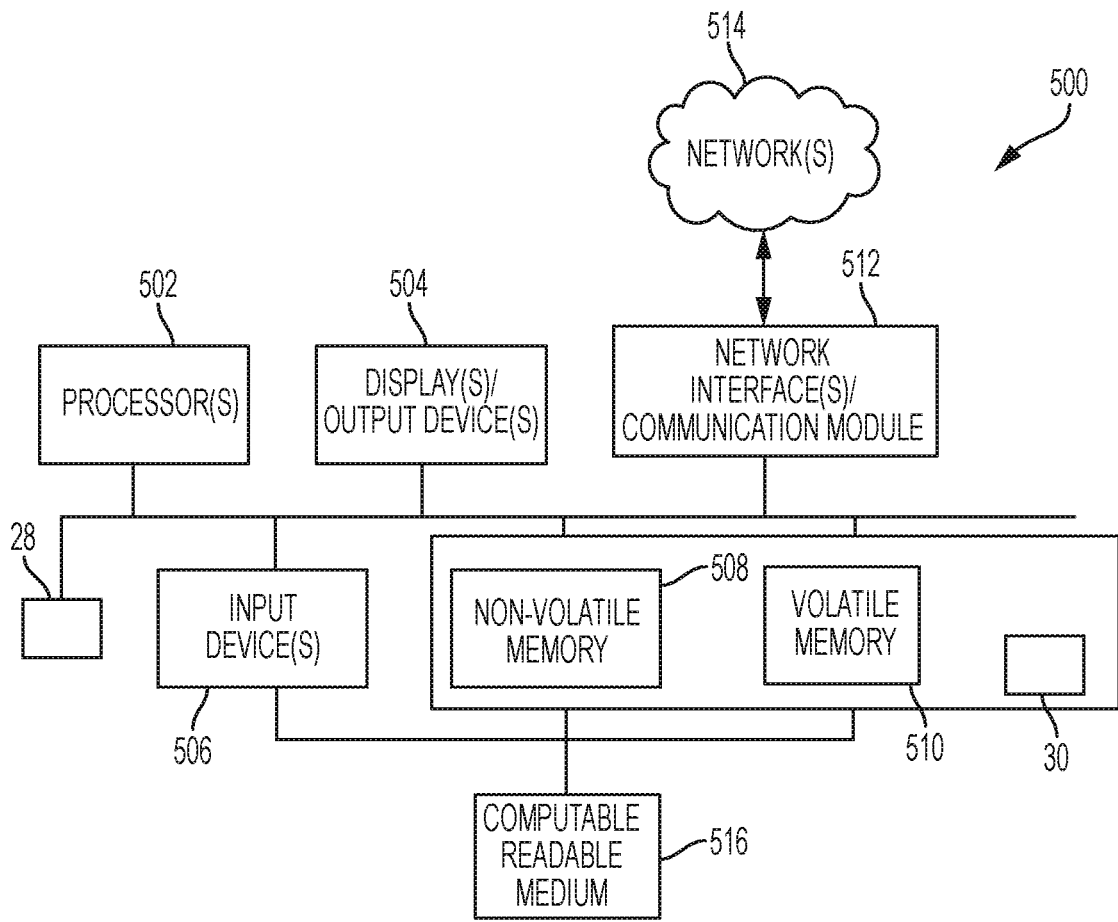 514
500
NETWORK(S)
502
504
512
PROCESSOR(S)
DISPLAY(S)/
OUTPUT DEVICE(S)
NETWORK
INTERFACE(S)/
COMMUNICATION MODULE
28
INPUT
DEVICE(S)
508
NON-VOLATILE
MEMORY
VOLATILE
MEMORY
506
510
30
COMPUTABLE
READABLE
MEDIUM
516